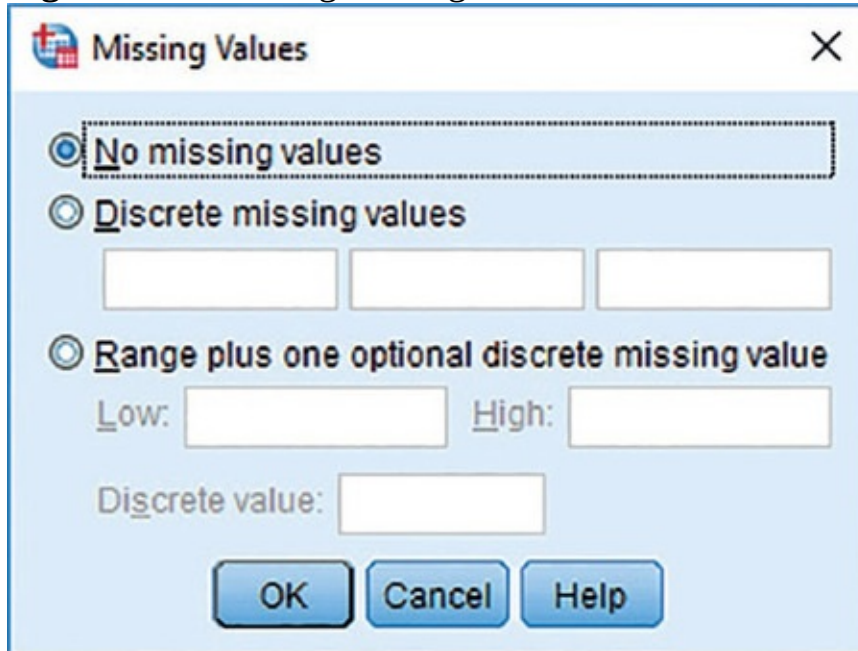 Missing Values
No missing values
Discrete missing values
Range plus one optional discrete missing value
Low: High:
Discrete value:
OK Cancel Help